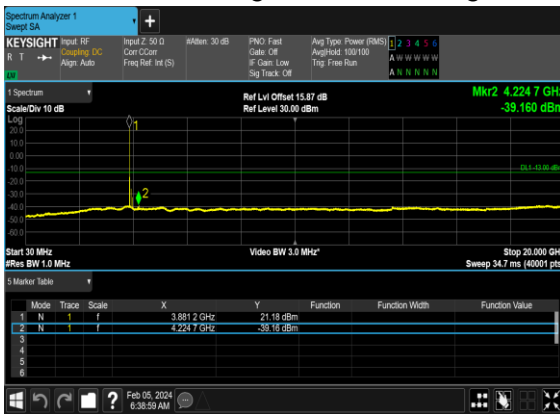 Spectrum Analyzer 1
Swept SA
KEYSIGHT Input: RF Input Z: 50 Ω #Atten: 30 dB PNO: Fast Avg Type: Power (RMS) 1 2 3 4 5 6
R T Coupling: DC Corr CCorr Gate: Off Avg|Hold: 100/100 A W W W W W
Align: Auto Freq Ref: Int (S) IF Gain: Low Trig: Free Run
Sig Track: Off A N N N N N
LV
1 Spectrum Ref Lvl Offset 15.87 dB Mkr2 4.224 7 GHz
Scale/Div 10 dB Ref Level 30.00 dBm -39.160 dBm
Log
1
20.0
10.0
0.00
-10.0 DL1 -13.00 dBm
-20.0
-30.0
2
-40.0
-50.0
-60.0
Start 30 MHz Video BW 3.0 MHz* Stop 20.000 GHz
#Res BW 1.0 MHz Sweep 34.7 ms (40001 pts)
5 Marker Table
Mode Trace Scale X Y Function Function Width Function Value
1 N 1 f 3.881 2 GHz 21.18 dBm
2 N 1 f 4.224 7 GHz -39.16 dBm
3
4
5
6
? Feb 05, 2024
6:38:59 AM